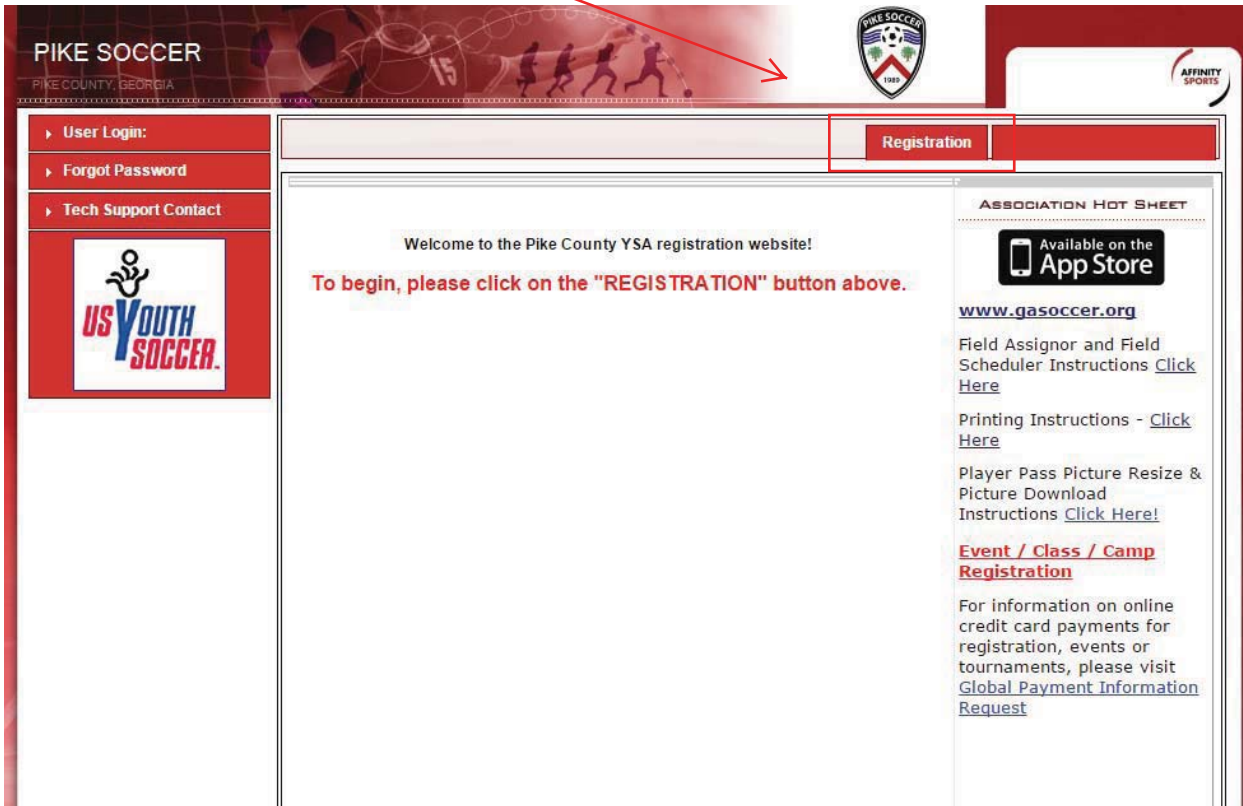 PIKE SOCCER
PIKE COUNTY, GEORGIA
15
PIKE SOCCER
1989
AFFINITY
SPORTS
User Login:
Forgot Password
Tech Support Contact
US YOUTH
SOCCER
Registration
Welcome to the Pike County YSA registration website!
To begin, please click on the "REGISTRATION" button above.
ASSOCIATION HOT SHEET
Available on the
App Store
www.gasoccer.org
Field Assignor and Field
Scheduler Instructions Click
Here
Printing Instructions - Click
Here
Player Pass Picture Resize &
Picture Download
Instructions Click Here!
Event / Class / Camp
Registration
For information on online
credit card payments for
registration, events or
tournaments, please visit
Global Payment Information
Request